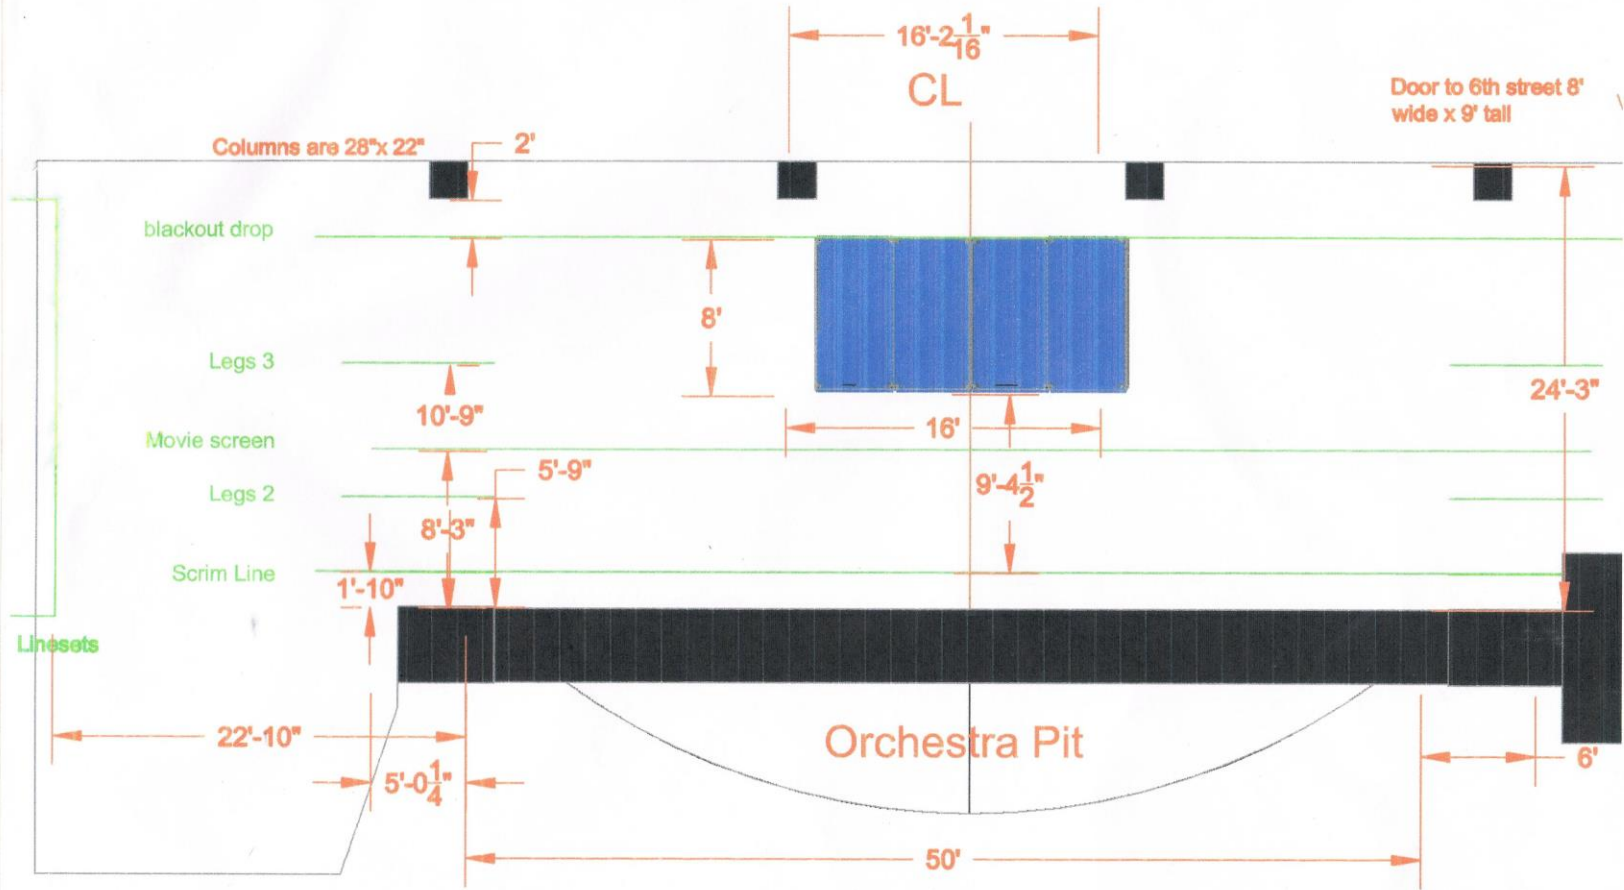 16'-2 1/16"
CL
Door to 6th street 8'
wide x 9' tall
Columns are 28"x 22"
2'
blackout drop
8'
Legs 3
10'-9"
24'-3"
16'
Movie screen
5'-9"
9'-4 1/2"
Legs 2
8'-3"
Scrim Line
1'-10"
Linesets
22'-10"
Orchestra Pit
6'
5'-0 1/4"
50'